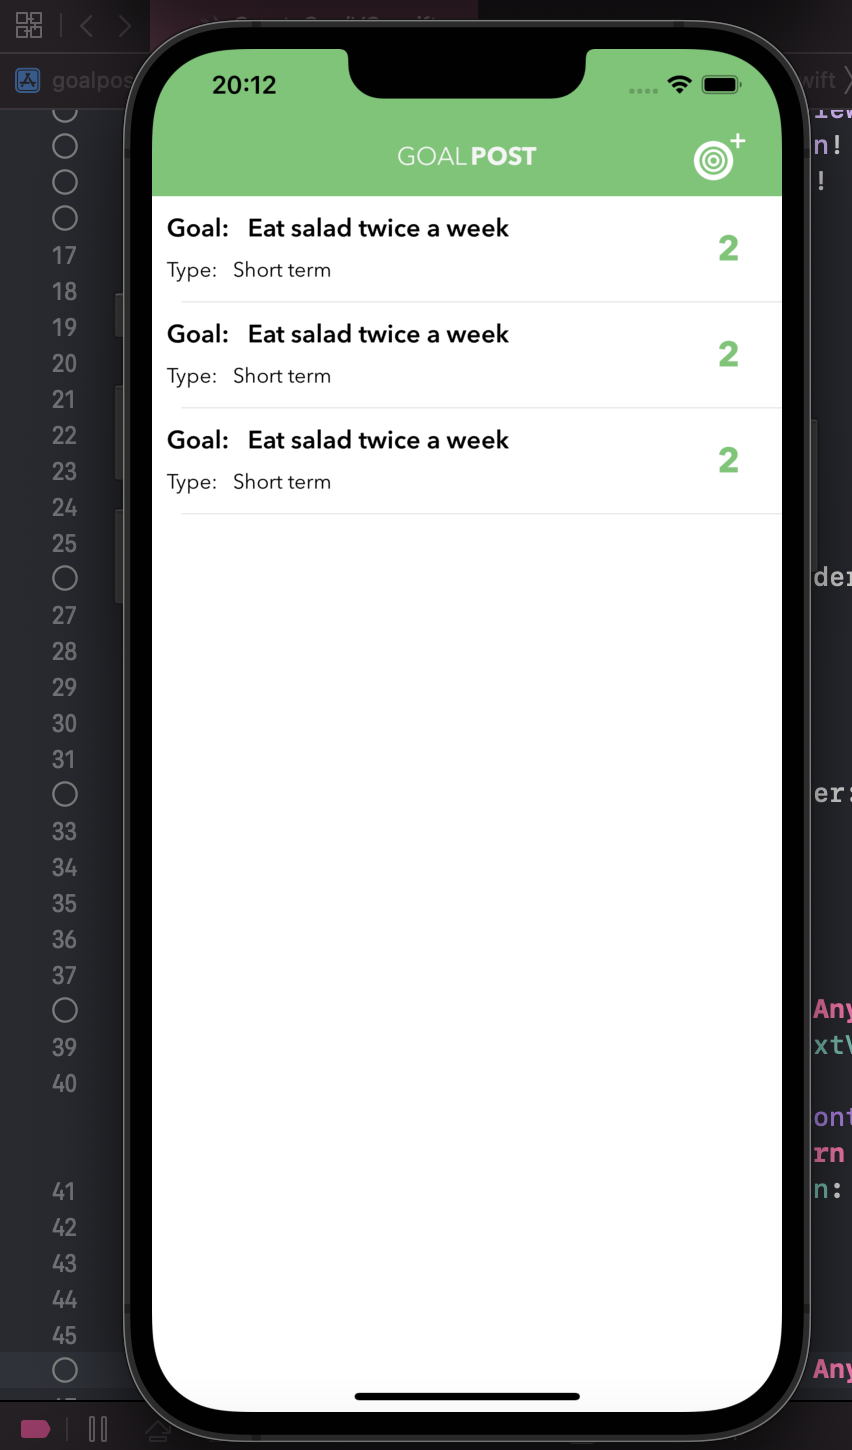 goalpos
wift
iew
n!
!
20:12
GOALPOST
Goal: Eat salad twice a week
Type: Short term
2
Goal: Eat salad twice a week
Type: Short term
2
Goal: Eat salad twice a week
Type: Short term
2
17
18
19
20
21
22
23
24
25
der
27
28
29
30
31
er:
33
34
35
36
37
Any
39
xtV
40
ont
rn
41
n:
42
43
44
45
Any